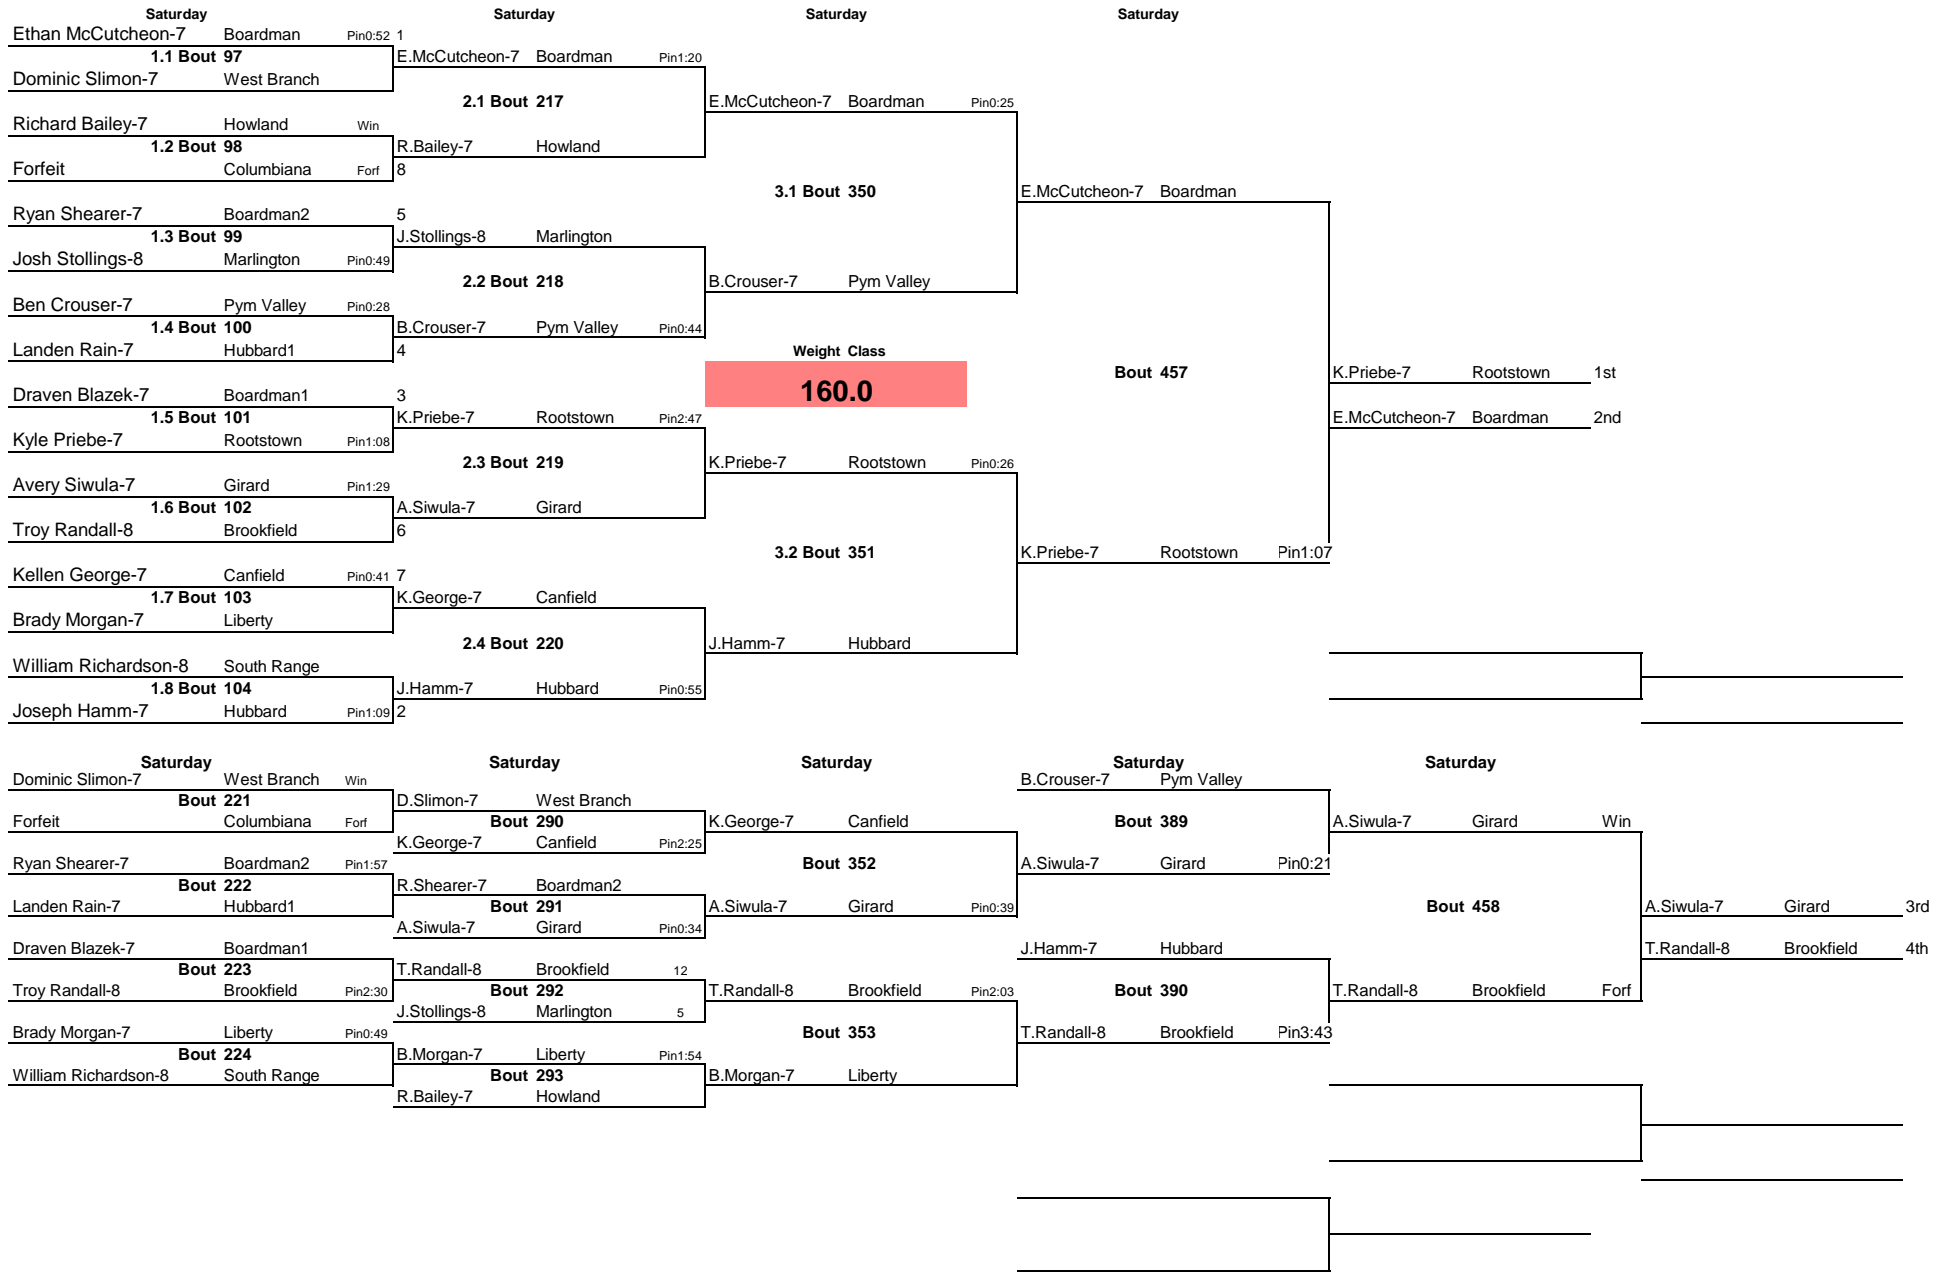 Saturday Saturday Saturday Saturday
Ethan McCutcheon-7 Boardman Pin0:52 1
1.1 Bout 97 E.McCutcheon-7 Boardman Pin1:20
Dominic Slimon-7 West Branch
2.1 Bout 217 E.McCutcheon-7 Boardman Pin0:25
Richard Bailey-7 Howland Win
1.2 Bout 98 R.Bailey-7 Howland
Forfeit Columbiana Forf 8
3.1 Bout 350 E.McCutcheon-7 Boardman
Ryan Shearer-7 Boardman2 5
1.3 Bout 99 J.Stollings-8 Marlington
Josh Stollings-8 Marlington Pin0:49
2.2 Bout 218 B.Crouser-7 Pym Valley
Ben Crouser-7 Pym Valley Pin0:28
1.4 Bout 100 B.Crouser-7 Pym Valley Pin0:44
Landen Rain-7 Hubbard1 4 Weight Class
Bout 457 K.Priebe-7 Rootstown 1st
Draven Blazek-7 Boardman1 3 160.0
1.5 Bout 101 K.Priebe-7 Rootstown Pin2:47 E.McCutcheon-7 Boardman 2nd
Kyle Priebe-7 Rootstown Pin1:08
2.3 Bout 219 K.Priebe-7 Rootstown Pin0:26
Avery Siwula-7 Girard Pin1:29
1.6 Bout 102 A.Siwula-7 Girard
Troy Randall-8 Brookfield 6
3.2 Bout 351 K.Priebe-7 Rootstown Pin1:07
Kellen George-7 Canfield Pin0:41 7
1.7 Bout 103 K.George-7 Canfield
Brady Morgan-7 Liberty
2.4 Bout 220 J.Hamm-7 Hubbard
William Richardson-8 South Range
1.8 Bout 104 J.Hamm-7 Hubbard Pin0:55
Joseph Hamm-7 Hubbard Pin1:09 2
Saturday Saturday Saturday Saturday Saturday
Dominic Slimon-7 West Branch Win B.Crouser-7 Pym Valley
Bout 221 D.Slimon-7 West Branch
Forfeit Columbiana Forf Bout 290 K.George-7 Canfield Bout 389 A.Siwula-7 Girard Win
K.George-7 Canfield Pin2:25
Ryan Shearer-7 Boardman2 Pin1:57 Bout 352 A.Siwula-7 Girard Pin0:21
Bout 222 R.Shearer-7 Boardman2
Landen Rain-7 Hubbard1 Bout 291 A.Siwula-7 Girard Pin0:39 Bout 458 A.Siwula-7 Girard 3rd
A.Siwula-7 Girard Pin0:34
Draven Blazek-7 Boardman1 J.Hamm-7 Hubbard T.Randall-8 Brookfield 4th
Bout 223 T.Randall-8 Brookfield 12
Troy Randall-8 Brookfield Pin2:30 Bout 292 T.Randall-8 Brookfield Pin2:03 Bout 390 T.Randall-8 Brookfield Forf
J.Stollings-8 Marlington 5
Brady Morgan-7 Liberty Pin0:49 Bout 353 T.Randall-8 Brookfield Pin3:43
Bout 224 B.Morgan-7 Liberty Pin1:54
William Richardson-8 South Range Bout 293 B.Morgan-7 Liberty
R.Bailey-7 Howland